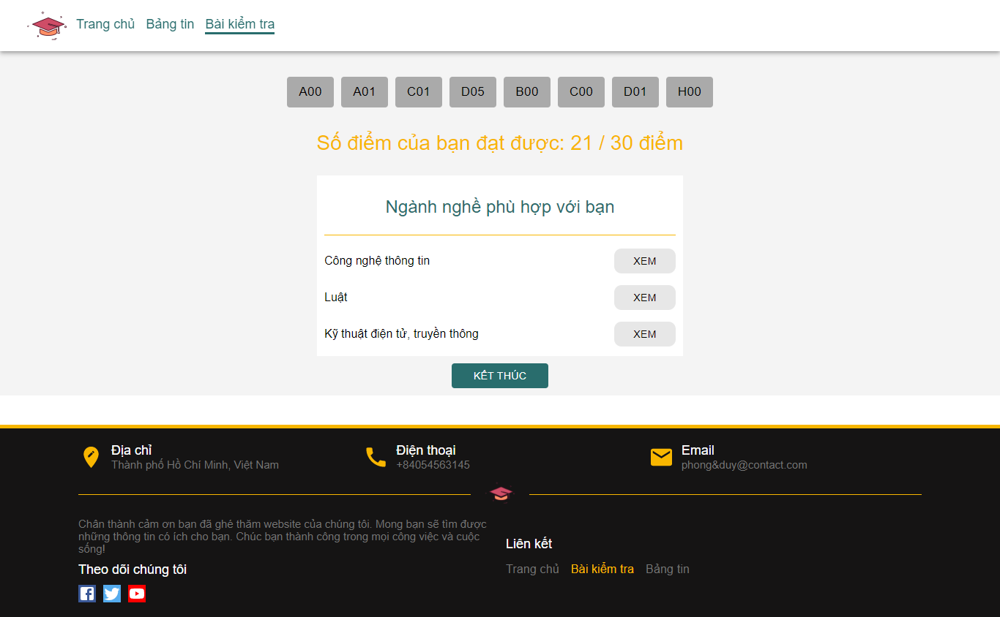 Trang chủ Bảng tin Bài kiểm tra
A00 A01 C01 D05 B00 C00 D01 H00
Số điểm của bạn đạt được: 21 / 30 điểm
Ngành nghề phù hợp với bạn
Công nghệ thông tin XEM
Luật XEM
Kỹ thuật điện tử, truyền thông XEM
KẾT THÚC
Địa chỉ
Thành phố Hồ Chí Minh, Việt Nam
Điện thoại
+84054563145
Email
phong&duy@contact.com
Chân thành cảm ơn bạn đã ghé thăm website của chúng tôi. Mong bạn sẽ tìm được
những thông tin có ích cho bạn. Chúc bạn thành công trong mọi công việc và cuộc
sống!
Theo dõi chúng tôi
Liên kết
Trang chủ Bài kiểm tra Bảng tin